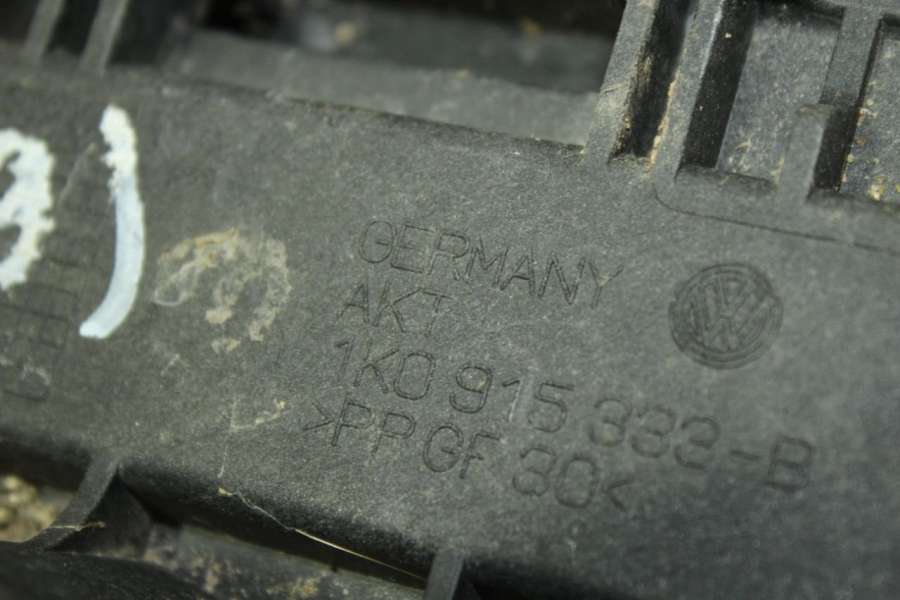 GERMANY
AKT
1K0 915 333-B
>PP GF 30<